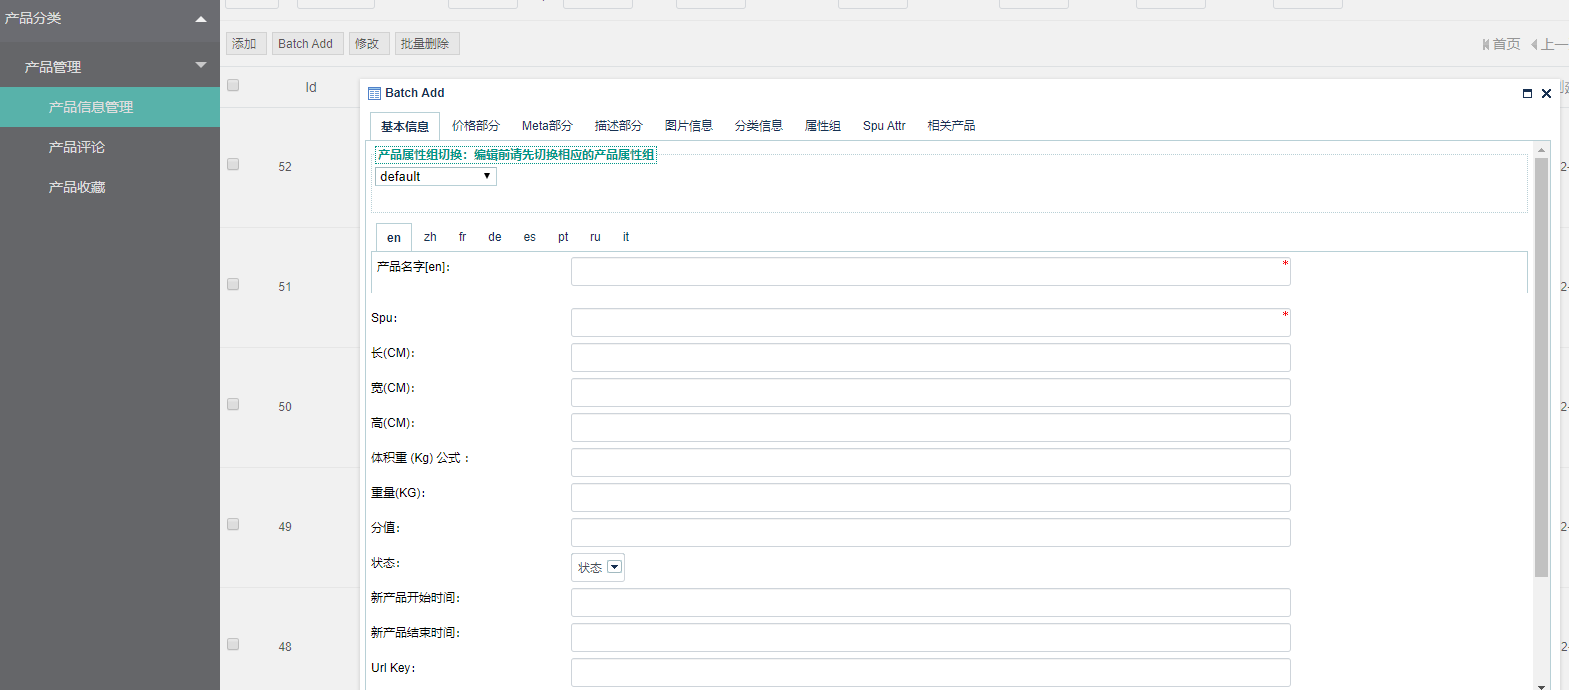 产品分类
产品管理
产品信息管理
产品评论
产品收藏
添加 Batch Add 修改 批量删除
首页 上一
Id
52
51
50
49
48
Batch Add
基本信息 价格部分 Meta部分 描述部分 图片信息 分类信息 属性组 Spu Attr 相关产品
产品属性组切换：编辑前请先切换相应的产品属性组
default
en zh fr de es pt ru it
产品名字[en]： *
Spu： *
长(CM)：
宽(CM)：
高(CM)：
体积重 (Kg) 公式：
重量(KG)：
分值：
状态： 状态
新产品开始时间：
新产品结束时间：
Url Key：
2-
2-
2-
2-
2-